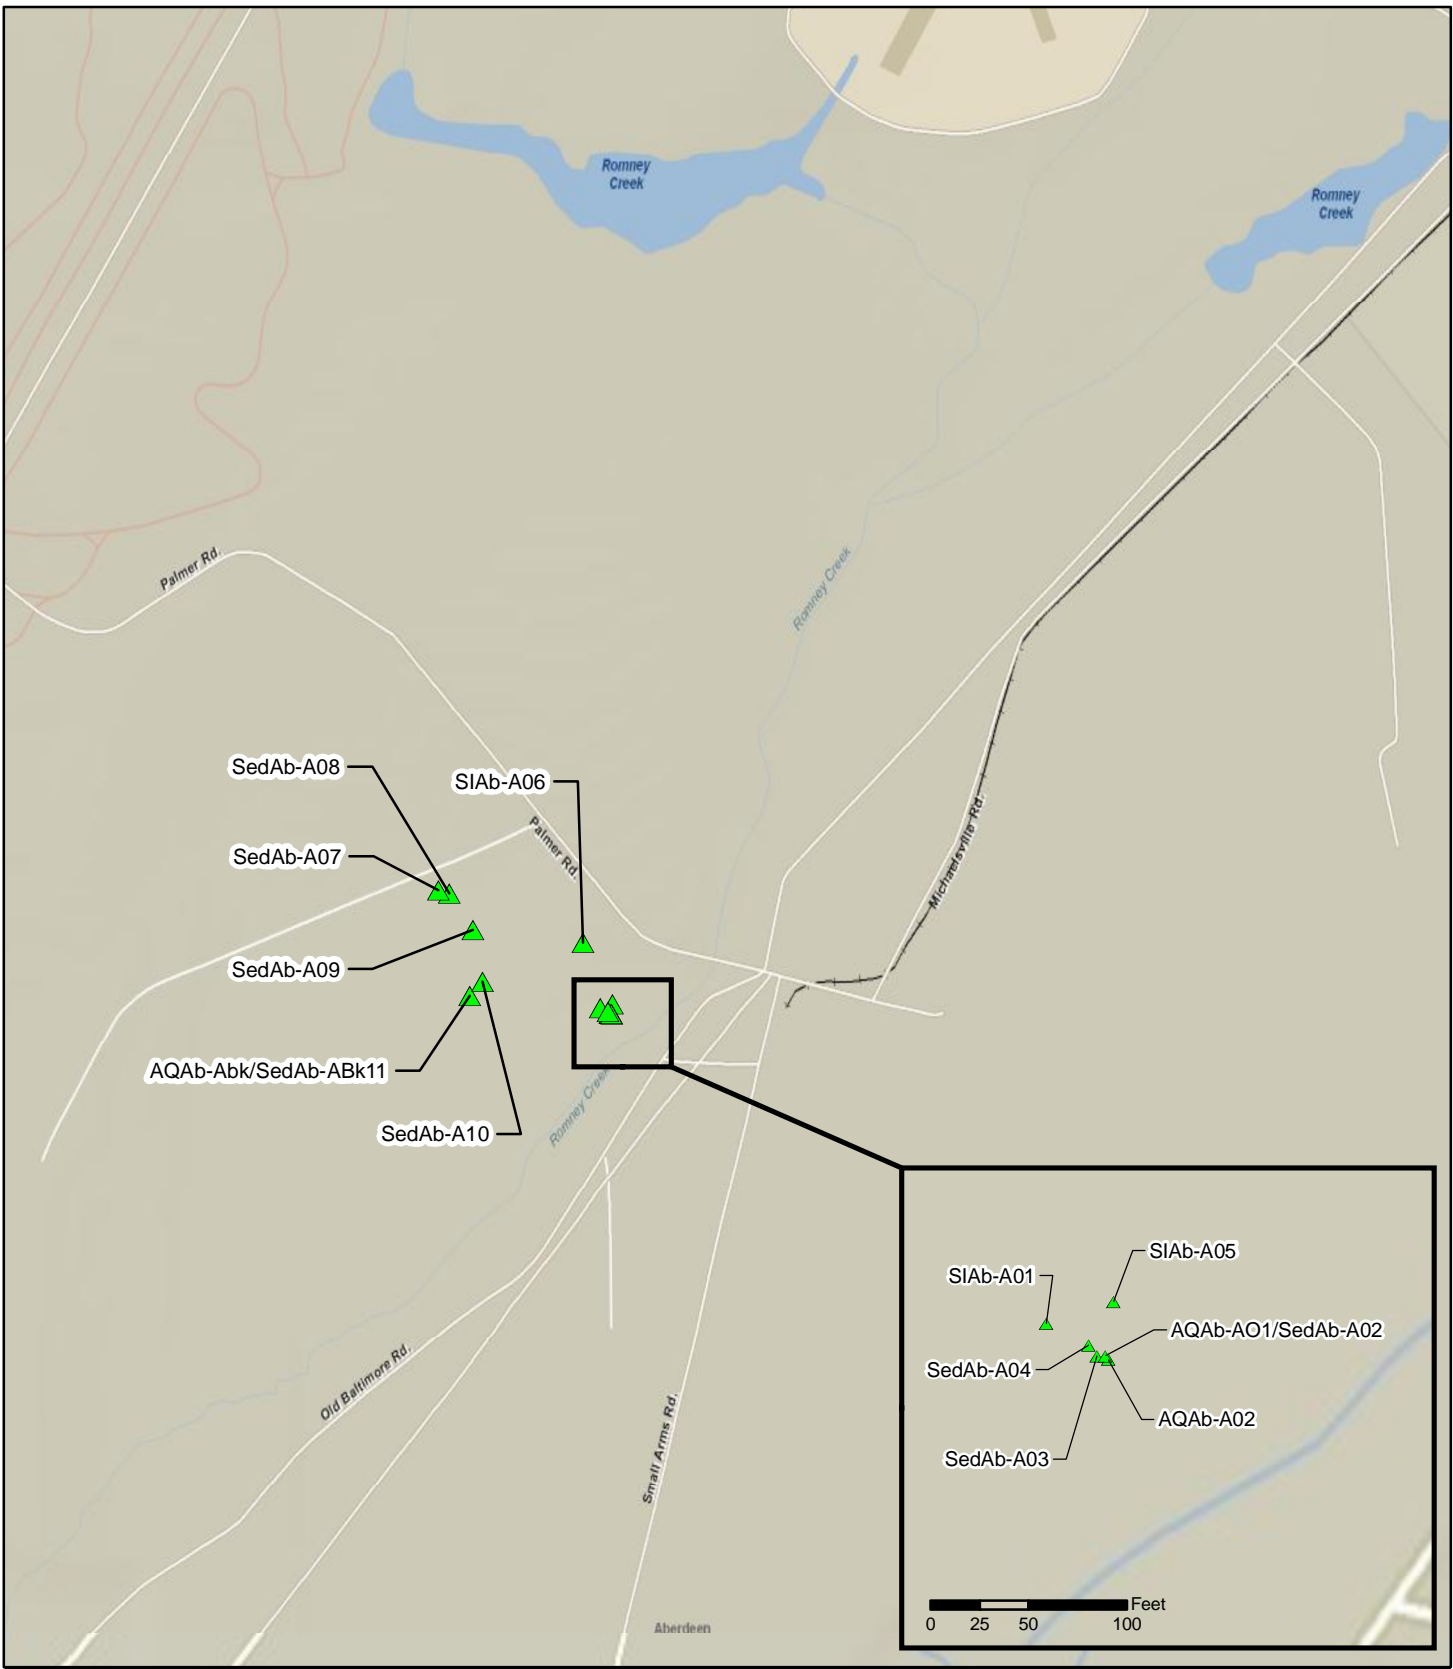 Romney
Creek
Romney
Creek
Palmer Rd.
Romney Creek
SedAb-A08
SIAb-A06
Palmer Rd.
SedAb-A07
Michaelsville Rd.
SedAb-A09
AQAb-Abk/SedAb-ABk11
Romney Creek
SedAb-A10
SIAb-A05
SIAb-A01
AQAb-AO1/SedAb-A02
SedAb-A04
AQAb-A02
SedAb-A03
Old Baltimore Rd.
Small Arms Rd.
Aberdeen
Feet
0 25 50 100